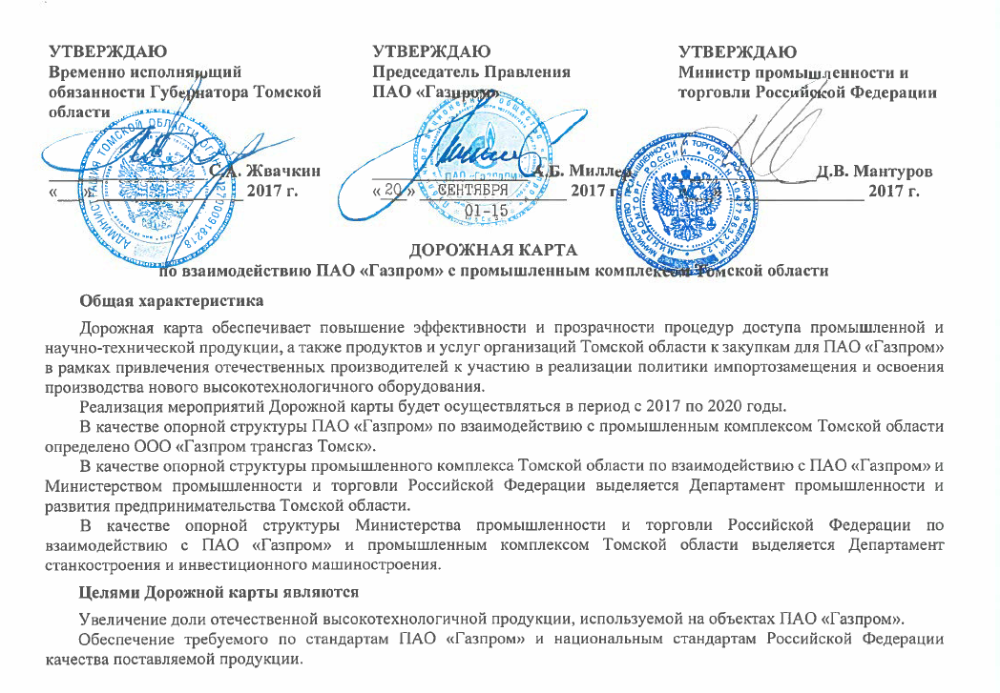 УТВЕРЖДАЮ
Временно исполняющий
обязанности Губернатора Томской
области
С.А. Жвачкин
«___» 2017 г.
УТВЕРЖДАЮ
Председатель Правления
ПАО «Газпром»
А.Б. Миллер
« 20 » СЕНТЯБРЯ 2017 г.
01-15
УТВЕРЖДАЮ
Министр промышленности и
торговли Российской Федерации
Д.В. Мантуров
2017 г.
АДМИНИСТРАЦИЯ ТОМСКОЙ ОБЛАСТИ
ПАО «Газпром»
ДОРОЖНАЯ КАРТА
по взаимодействию ПАО «Газпром» с промышленным комплексом Томской области
Общая характеристика
Дорожная карта обеспечивает повышение эффективности и прозрачности процедур доступа промышленной и
научно-технической продукции, а также продуктов и услуг организаций Томской области к закупкам для ПАО «Газпром»
в рамках привлечения отечественных производителей к участию в реализации политики импортозамещения и освоения
производства нового высокотехнологичного оборудования.
Реализация мероприятий Дорожной карты будет осуществляться в период с 2017 по 2020 годы.
В качестве опорной структуры ПАО «Газпром» по взаимодействию с промышленным комплексом Томской области
определено ООО «Газпром трансгаз Томск».
В качестве опорной структуры промышленного комплекса Томской области по взаимодействию с ПАО «Газпром» и
Министерством промышленности и торговли Российской Федерации выделяется Департамент промышленности и
развития предпринимательства Томской области.
В качестве опорной структуры Министерства промышленности и торговли Российской Федерации по
взаимодействию с ПАО «Газпром» и промышленным комплексом Томской области выделяется Департамент
станкостроения и инвестиционного машиностроения.
Целями Дорожной карты являются
Увеличение доли отечественной высокотехнологичной продукции, используемой на объектах ПАО «Газпром».
Обеспечение требуемого по стандартам ПАО «Газпром» и национальным стандартам Российской Федерации
качества поставляемой продукции.